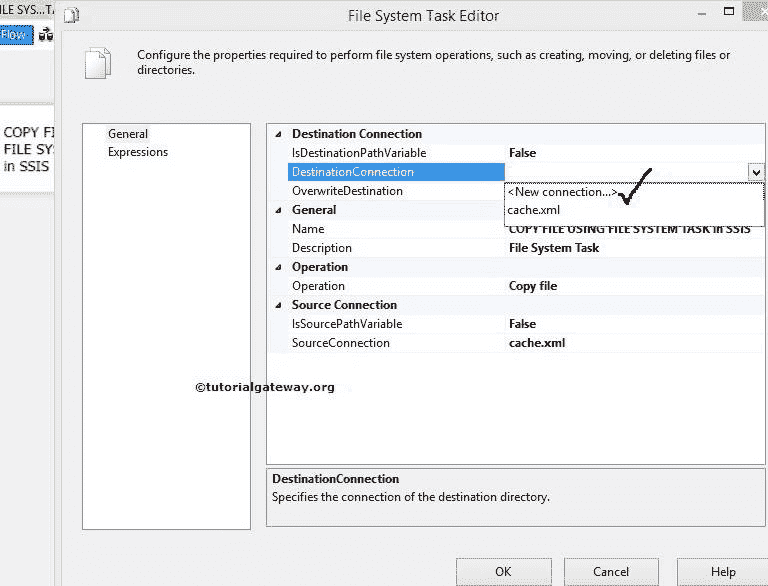 LE SYS...T
File System Task Editor
Flow
Configure the properties required to perform file system operations, such as creating, moving, or deleting files or
directories.
COPY FI
FILE SY
in SSIS
General
Expressions
Destination Connection
IsDestinationPathVariable False
DestinationConnection
<New connection...>
OverwriteDestination
cache.xml
General
Name COPY FILE USING FILE SYSTEM TASK in SSIS
Description File System Task
Operation
Operation Copy file
Source Connection
IsSourcePathVariable False
SourceConnection cache.xml
©tutorialgateway.org
DestinationConnection
Specifies the connection of the destination directory.
OK Cancel Help